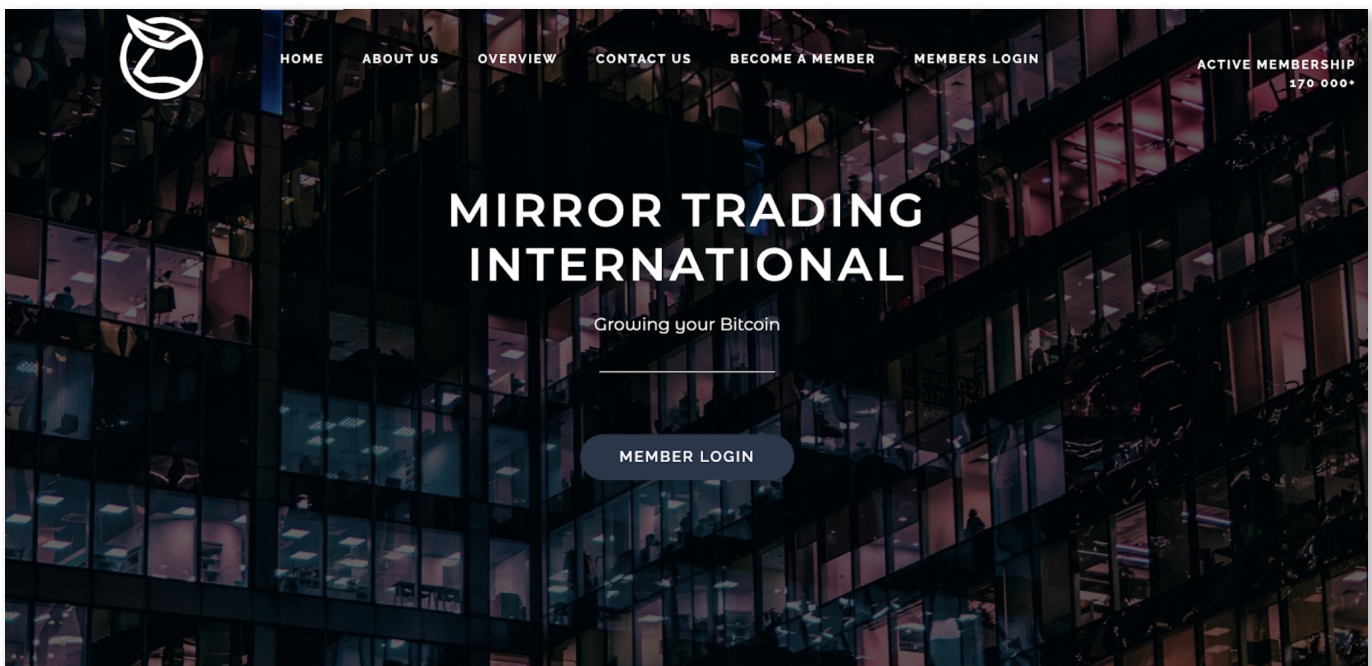 HOME ABOUT US OVERVIEW CONTACT US BECOME A MEMBER MEMBERS LOGIN
ACTIVE MEMBERSHIP
170 000+
MIRROR TRADING
INTERNATIONAL
Growing your Bitcoin
MEMBER LOGIN